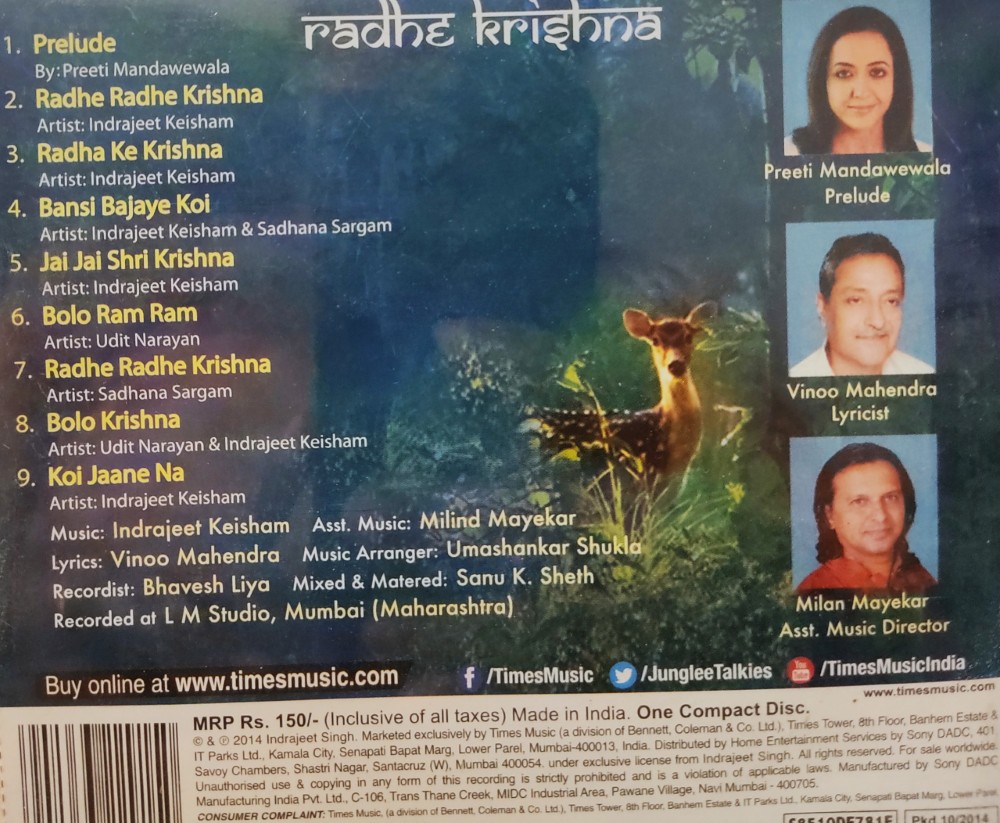 radhe krishna
1. Prelude
By: Preeti Mandawewala
2. Radhe Radhe Krishna
Artist: Indrajeet Keisham
3. Radha Ke Krishna
Artist: Indrajeet Keisham
4. Bansi Bajaye Koi
Artist: Indrajeet Keisham & Sadhana Sargam
5. Jai Jai Shri Krishna
Artist: Indrajeet Keisham
6. Bolo Ram Ram
Artist: Udit Narayan
7. Radhe Radhe Krishna
Artist: Sadhana Sargam
8. Bolo Krishna
Artist: Udit Narayan & Indrajeet Keisham
9. Koi Jaane Na
Artist: Indrajeet Keisham
Music: Indrajeet Keisham Asst. Music: Milind Mayekar
Lyrics: Vinoo Mahendra Music Arranger: Umashankar Shukla
Recordist: Bhavesh Liya Mixed & Matered: Sanu K. Sheth
Recorded at L M Studio, Mumbai (Maharashtra)
Preeti Mandawewala
Prelude
Vinoo Mahendra
Lyricist
Milan Mayekar
Asst. Music Director
Buy online at www.timesmusic.com
f /TimesMusic /JungleeTalkies You Tube /TimesMusicIndia
www.timesmusic.com
MRP Rs. 150/- (Inclusive of all taxes) Made in India. One Compact Disc.
© & ℗ 2014 Indrajeet Singh. Marketed exclusively by Times Music (a division of Bennett, Coleman & Co. Ltd.), Times Tower, 8th Floor, Banhem Estate &
IT Parks Ltd., Kamala City, Senapati Bapat Marg, Lower Parel, Mumbai-400013, India. Distributed by Home Entertainment Services by Sony DADC, 401
Savoy Chambers, Shastri Nagar, Santacruz (W), Mumbai 400054. under exclusive license from Indrajeet Singh. All rights reserved. For sale worldwide.
Unauthorised use & copying in any form of this recording is strictly prohibited and is a violation of applicable laws. Manufactured by Sony DADC
Manufacturing India Pvt. Ltd., C-106, Trans Thane Creek, MIDC Industrial Area, Pawane Village, Navi Mumbai - 400705.
CONSUMER COMPLAINT: Times Music, (a division of Bennett, Coleman & Co. Ltd.), Times Tower, 8th Floor, Banhem Estate & IT Parks Ltd., Kamala City, Senapati Bapat Marg, Lower Parel
Pkd 10/2014